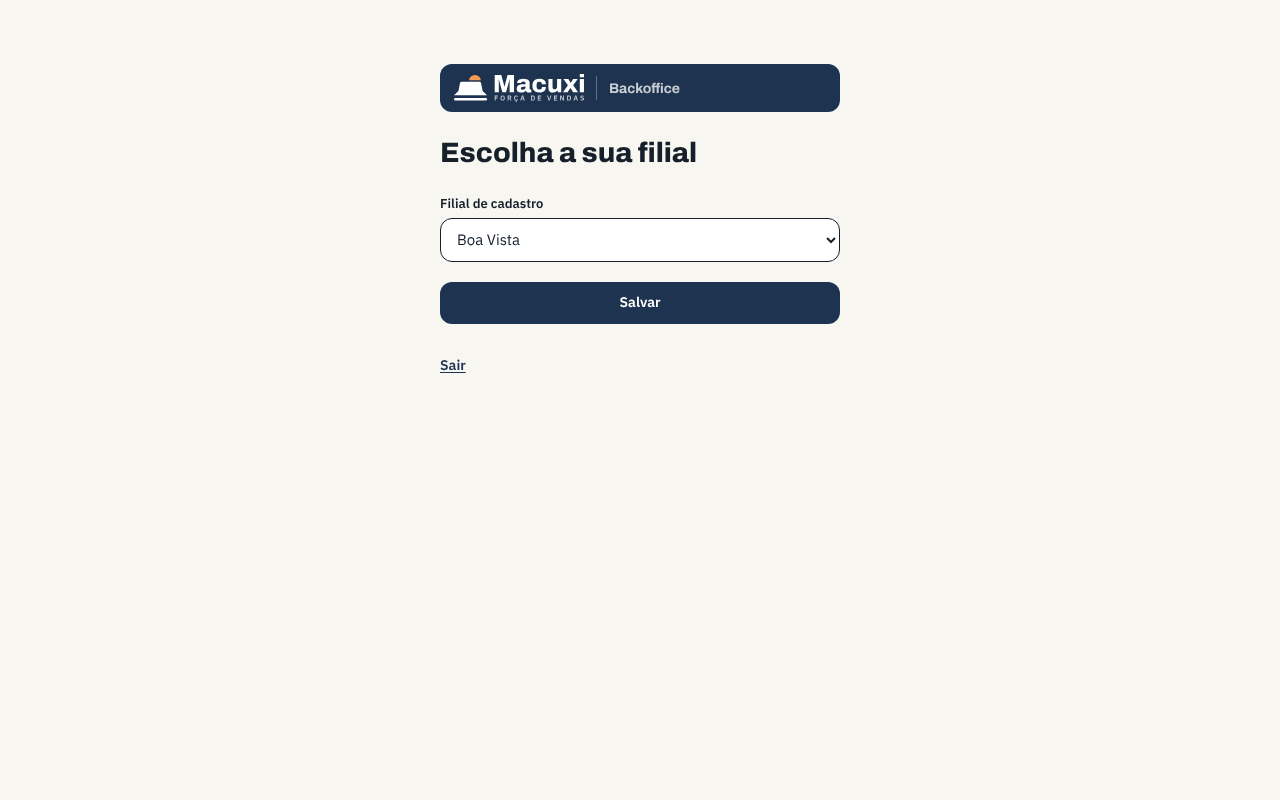 Macuxi
FORÇA DE VENDAS
Backoffice
Escolha a sua filial
Filial de cadastro
Boa Vista
Salvar
Sair